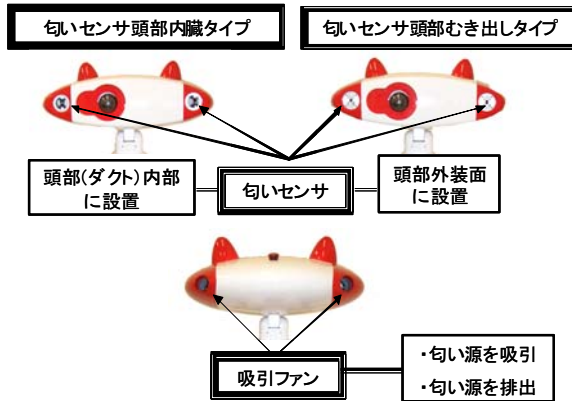 匂いセンサ頭部内臓タイプ
匂いセンサ頭部むき出しタイプ
頭部(ダクト)内部
に設置
匂いセンサ
頭部外装面
に設置
吸引ファン
・匂い源を吸引
・匂い源を排出